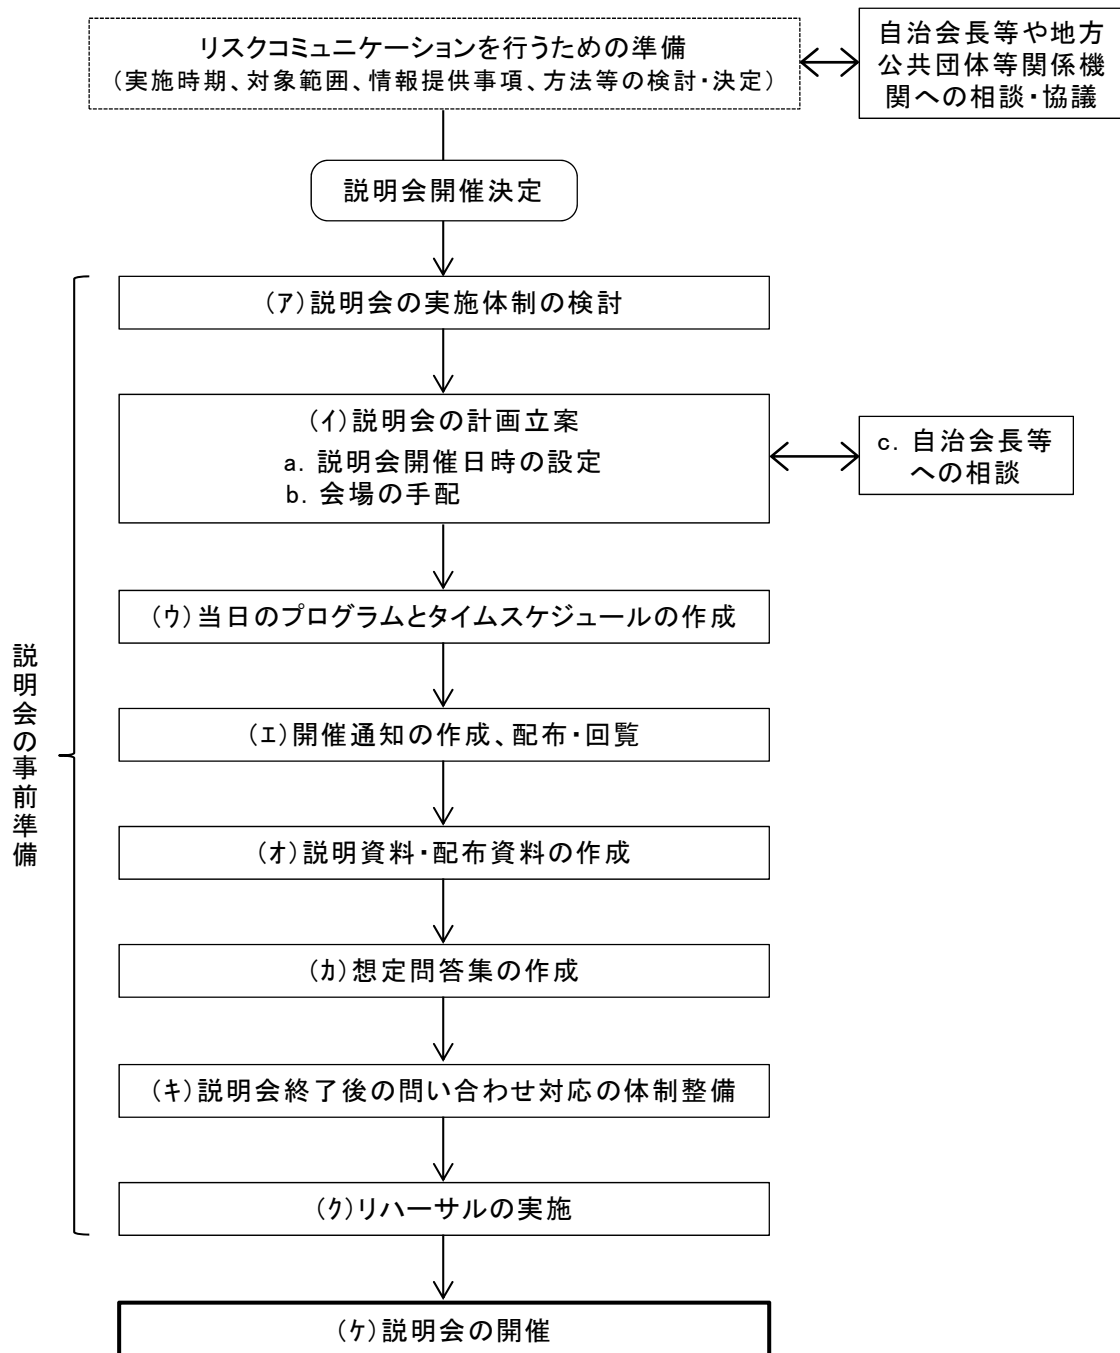 リスクコミュニケーションを行うための準備
（実施時期、対象範囲、情報提供事項、方法等の検討・決定）
自治会長等や地方
公共団体等関係機
関への相談・協議
説明会開催決定
（ア）説明会の実施体制の検討
（イ）説明会の計画立案
a. 説明会開催日時の設定
b. 会場の手配
c. 自治会長等
への相談
（ウ）当日のプログラムとタイムスケジュールの作成
説明会の事前準備
（エ）開催通知の作成、配布・回覧
（オ）説明資料・配布資料の作成
（カ）想定問答集の作成
（キ）説明会終了後の問い合わせ対応の体制整備
（ク）リハーサルの実施
（ケ）説明会の開催